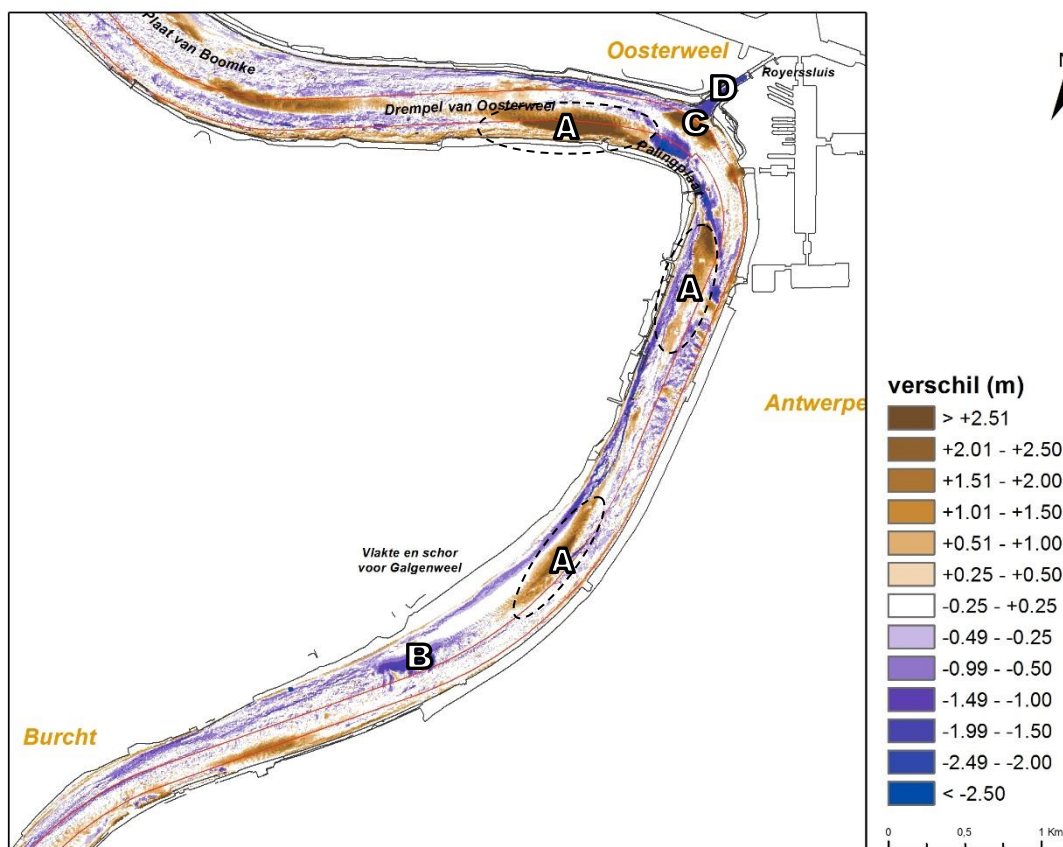 Plaat van Boomke
Oosterweel
N
Royerssluis
D
C
Drempel van Oosterweel
A
Palingplaat
A
Antwerpe
Vlakte en schor
voor Galgenweel
A
B
Burcht
verschil (m)
> +2.51
+2.01 - +2.50
+1.51 - +2.00
+1.01 - +1.50
+0.51 - +1.00
+0.25 - +0.50
-0.25 - +0.25
-0.49 - -0.25
-0.99 - -0.50
-1.49 - -1.00
-1.99 - -1.50
-2.49 - -2.00
< -2.50
0 0,5 1 Km